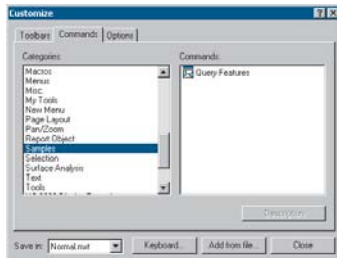 Customize
Toolbars Commands Options
Categories: Commands:
Macros
Menus
Misc.
My Tools
New Menu
Page Layout
Pan/Zoom
Report Object
Samples
Selection
Surface Analysis
Text
Tools
Query Features
Description
Save in: Normal.mxt Keyboard... Add from file... Close